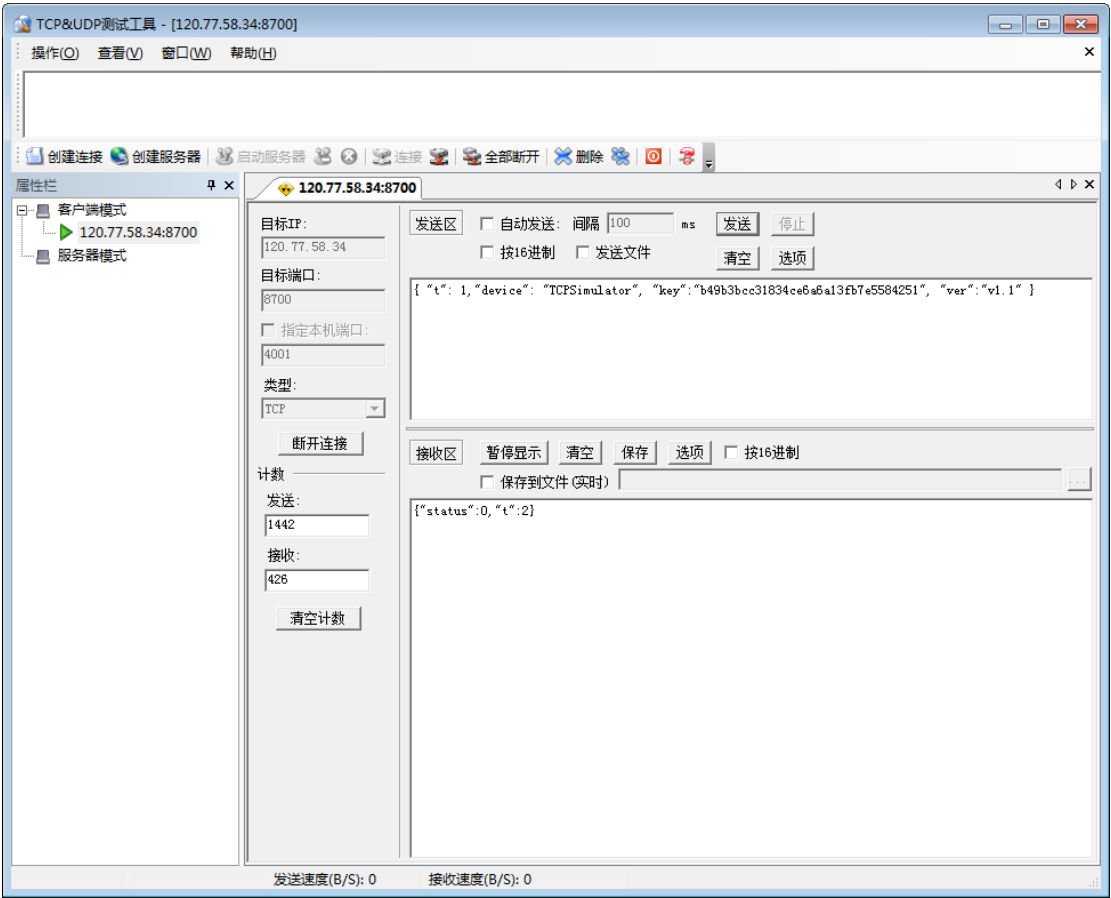 TCP&UDP测试工具 - [120.77.58.34:8700]
操作(O) 查看(V) 窗口(W) 帮助(H)
创建连接 创建服务器 启动服务器 连接 全部断开 删除
属性栏
客户端模式
120.77.58.34:8700
服务器模式
120.77.58.34:8700
目标IP:
120.77.58.34
目标端口:
8700
指定本机端口:
4001
类型:
TCP
断开连接
计数
发送:
1442
接收:
426
清空计数
发送区 自动发送: 间隔 100 ms 发送 停止
按16进制 发送文件 清空 选项
{ "t": 1,"device": "TCPSimulator", "key":"b49b3bcc31834ce6a6a13fb7e5584251", "ver":"v1.1" }
接收区 暂停显示 清空 保存 选项 按16进制
保存到文件(实时) ...
{"status":0,"t":2}
发送速度(B/S): 0 接收速度(B/S): 0